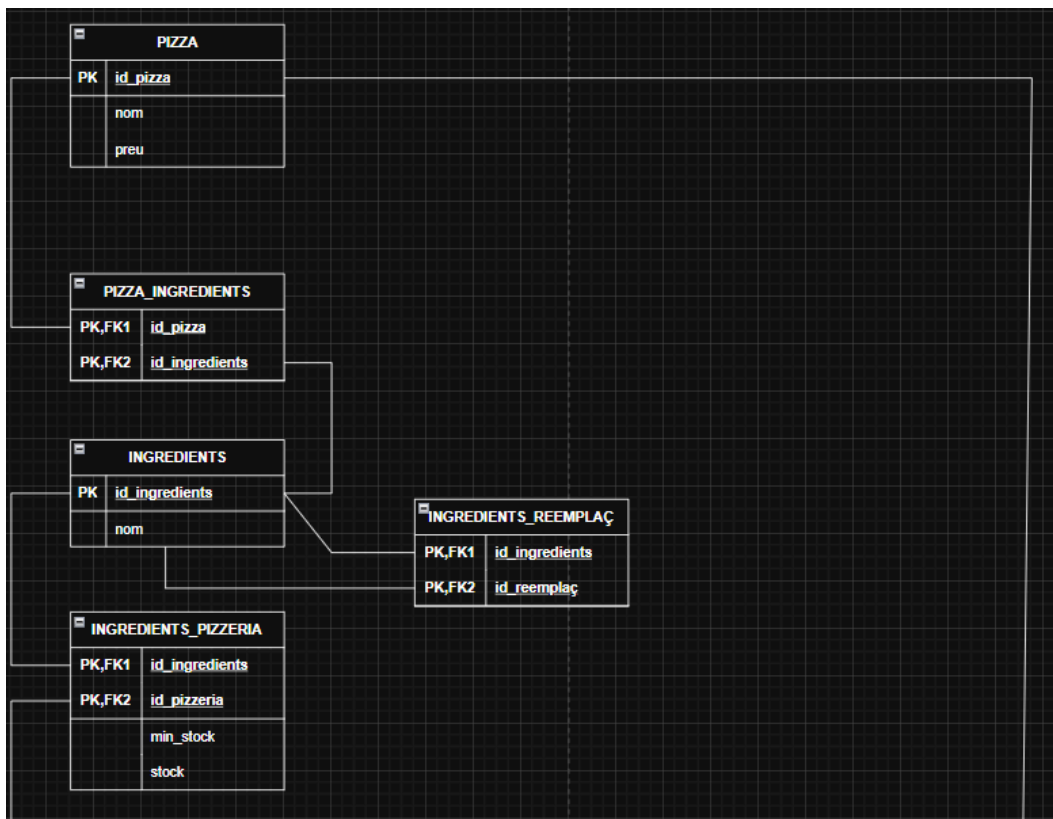 PIZZA
PK id_pizza
nom
preu
PIZZA_INGREDIENTS
PK,FK1 id_pizza
PK,FK2 id_ingredients
INGREDIENTS
PK id_ingredients
nom
INGREDIENTS_REEMPLAÇ
PK,FK1 id_ingredients
PK,FK2 id_reemplaç
INGREDIENTS_PIZZERIA
PK,FK1 id_ingredients
PK,FK2 id_pizzeria
min_stock
stock